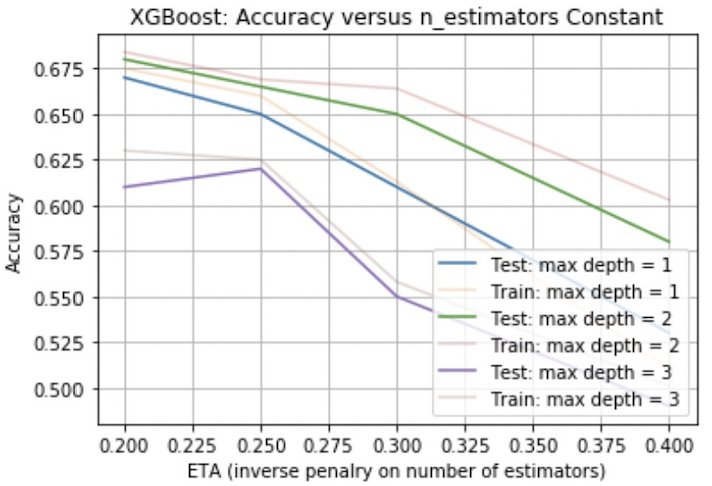 XGBoost: Accuracy versus n_estimators Constant
0.675
0.650
0.625
0.600
0.575
0.550
0.525
0.500
Accuracy
Test: max depth = 1
Train: max depth = 1
Test: max depth = 2
Train: max depth = 2
Test: max depth = 3
Train: max depth = 3
0.200 0.225 0.250 0.275 0.300 0.325 0.350 0.375 0.400
ETA (inverse penalry on number of estimators)